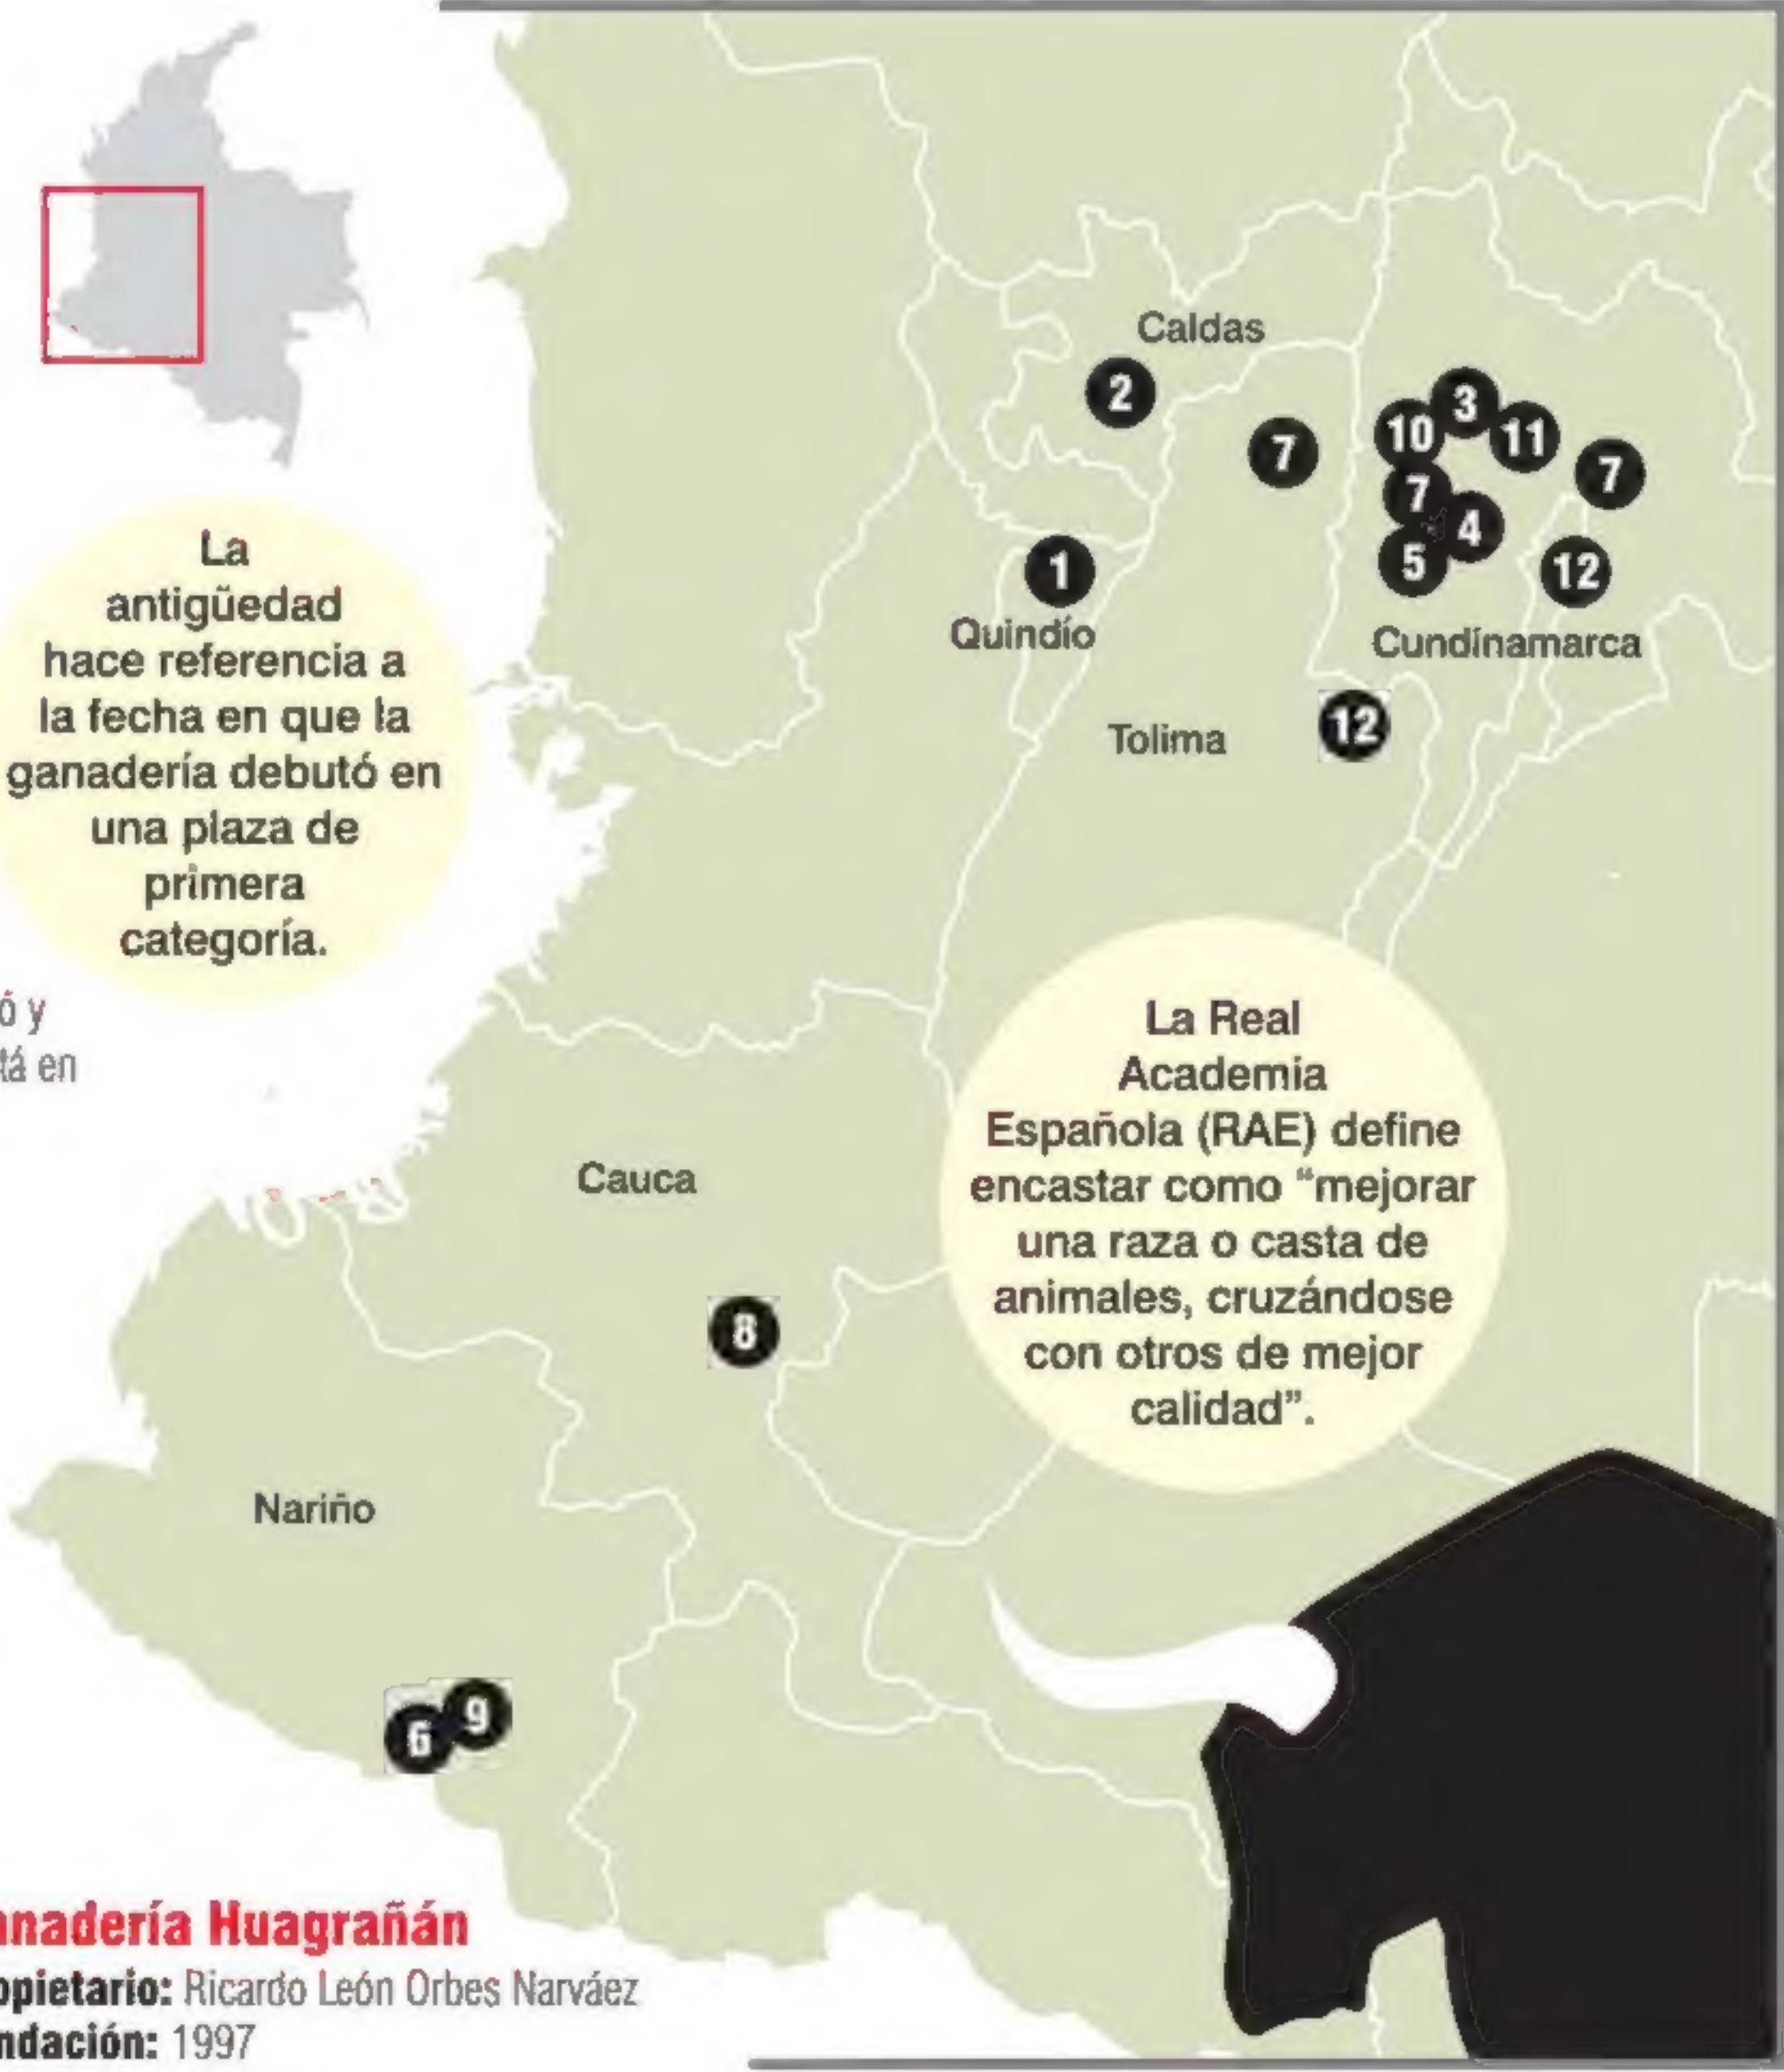 Caldas
2
3
10
11
7
7
7
4
1
5
12
Quindío
Cundinamarca
12
Tolima
La
antigüedad
hace referencia a
la fecha en que la
ganadería debutó en
una plaza de
primera
categoría.
ó y
tá en
La Real
Academia
Española (RAE) define
encastar como “mejorar
una raza o casta de
animales, cruzándose
con otros de mejor
calidad”.
Cauca
8
Nariño
9
6
anadería Huagrañán
opietario: Ricardo León Orbes Narváez
ndación: 1997